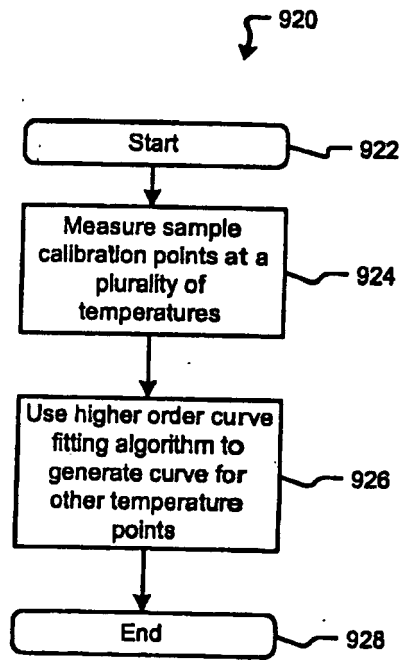 920
Start
922
Measure sample
calibration points at a
plurality of
temperatures
924
Use higher order curve
fitting algorithm to
generate curve for
other temperature
points
926
End
928